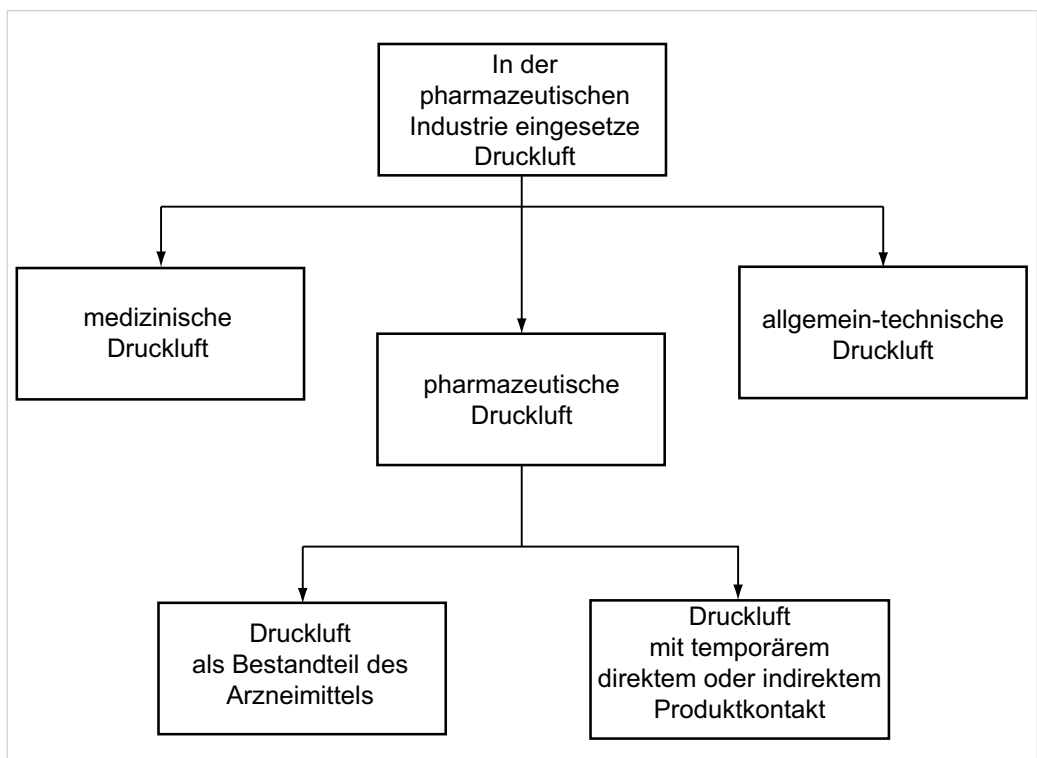 In der
pharmazeutischen
Industrie eingesetze
Druckluft
medizinische
Druckluft
pharmazeutische
Druckluft
allgemein-technische
Druckluft
Druckluft
als Bestandteil des
Arzneimittels
Druckluft
mit temporärem
direktem oder indirektem
Produktkontakt